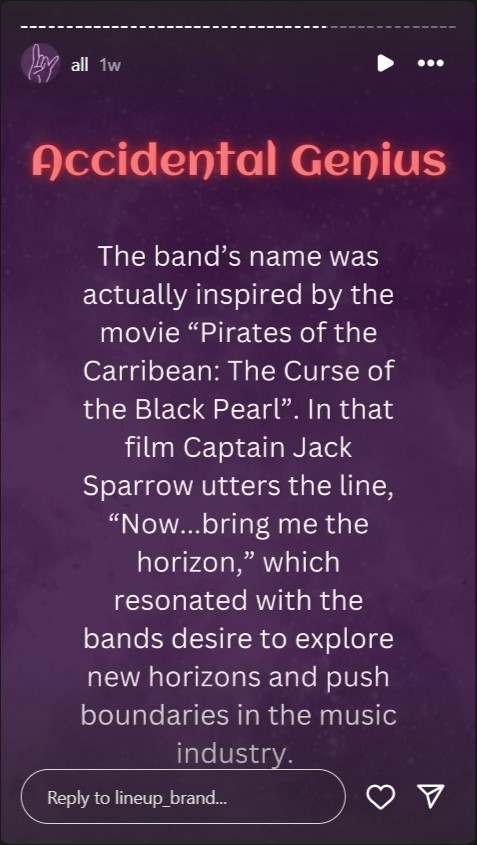 all 1w
Accidental Genius
The band’s name was
actually inspired by the
movie “Pirates of the
Carribean: The Curse of
the Black Pearl”. In that
film Captain Jack
Sparrow utters the line,
“Now...bring me the
horizon,” which
resonated with the
bands desire to explore
new horizons and push
boundaries in the music
industry.
Reply to lineup_brand...